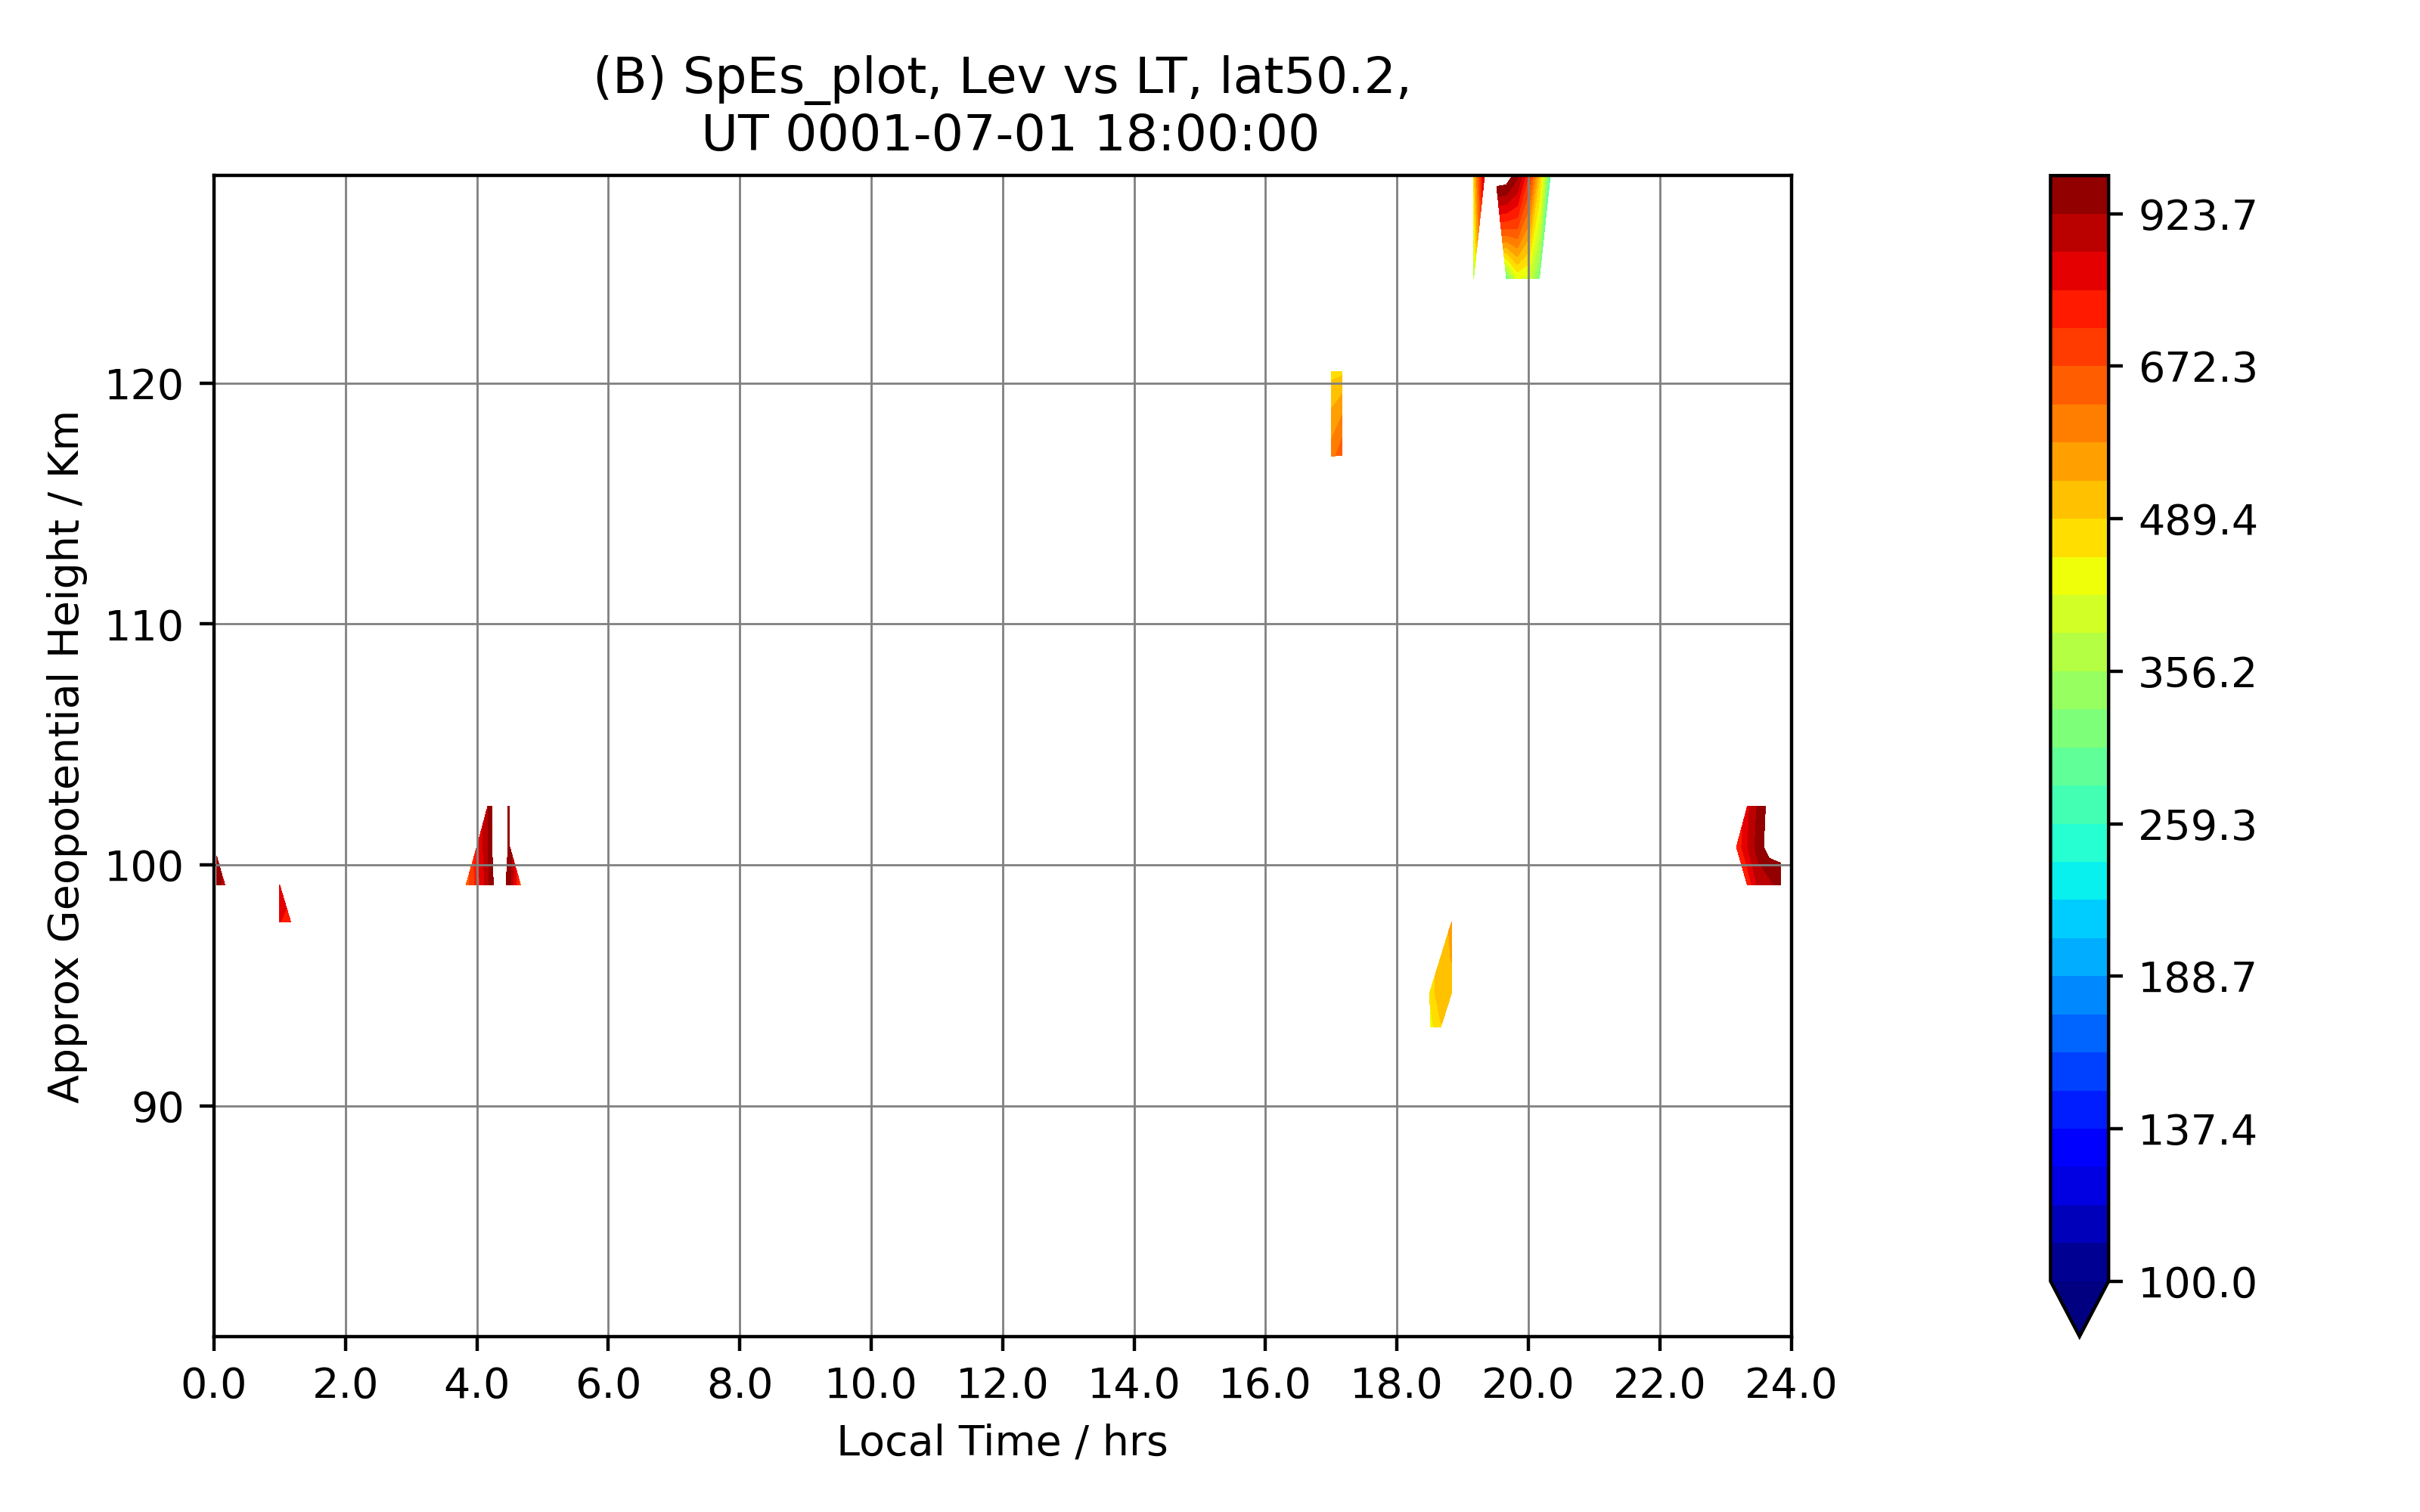 (B) SpEs_plot, Lev vs LT, lat50.2,
UT 0001-07-01 18:00:00
Approx Geopotential Height / Km
120
110
100
90
0.0 2.0 4.0 6.0 8.0 10.0 12.0 14.0 16.0 18.0 20.0 22.0 24.0
Local Time / hrs
923.7
672.3
489.4
356.2
259.3
188.7
137.4
100.0